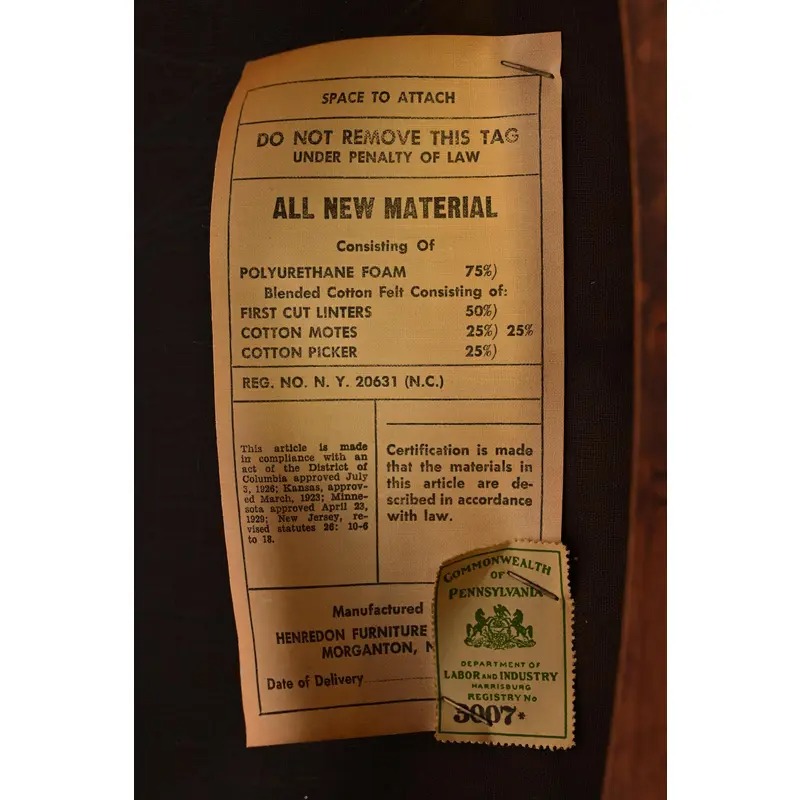 SPACE TO ATTACH
DO NOT REMOVE THIS TAG
UNDER PENALTY OF LAW
ALL NEW MATERIAL
Consisting Of
POLYURETHANE FOAM 75%)
Blended Cotton Felt Consisting of:
FIRST CUT LINTERS 50%)
COTTON MOTES 25%) 25%
COTTON PICKER 25%)
REG. NO. N. Y. 20631 (N.C.)
This article is made
in compliance with an
act of the District of
Columbia approved July
3, 1926; Kansas, approv-
ed March, 1923; Minne-
sota approved April 23,
1929; New Jersey, re-
vised statutes 26: 10-6
to 18.
Certification is made
that the materials in
this article are de-
scribed in accordance
with law.
Manufactured
HENREDON FURNITURE
MORGANTON, N
Date of Delivery
COMMONWEALTH
OF
PENNSYLVANIA
DEPARTMENT OF
LABOR AND INDUSTRY
HARRISBURG
REGISTRY No